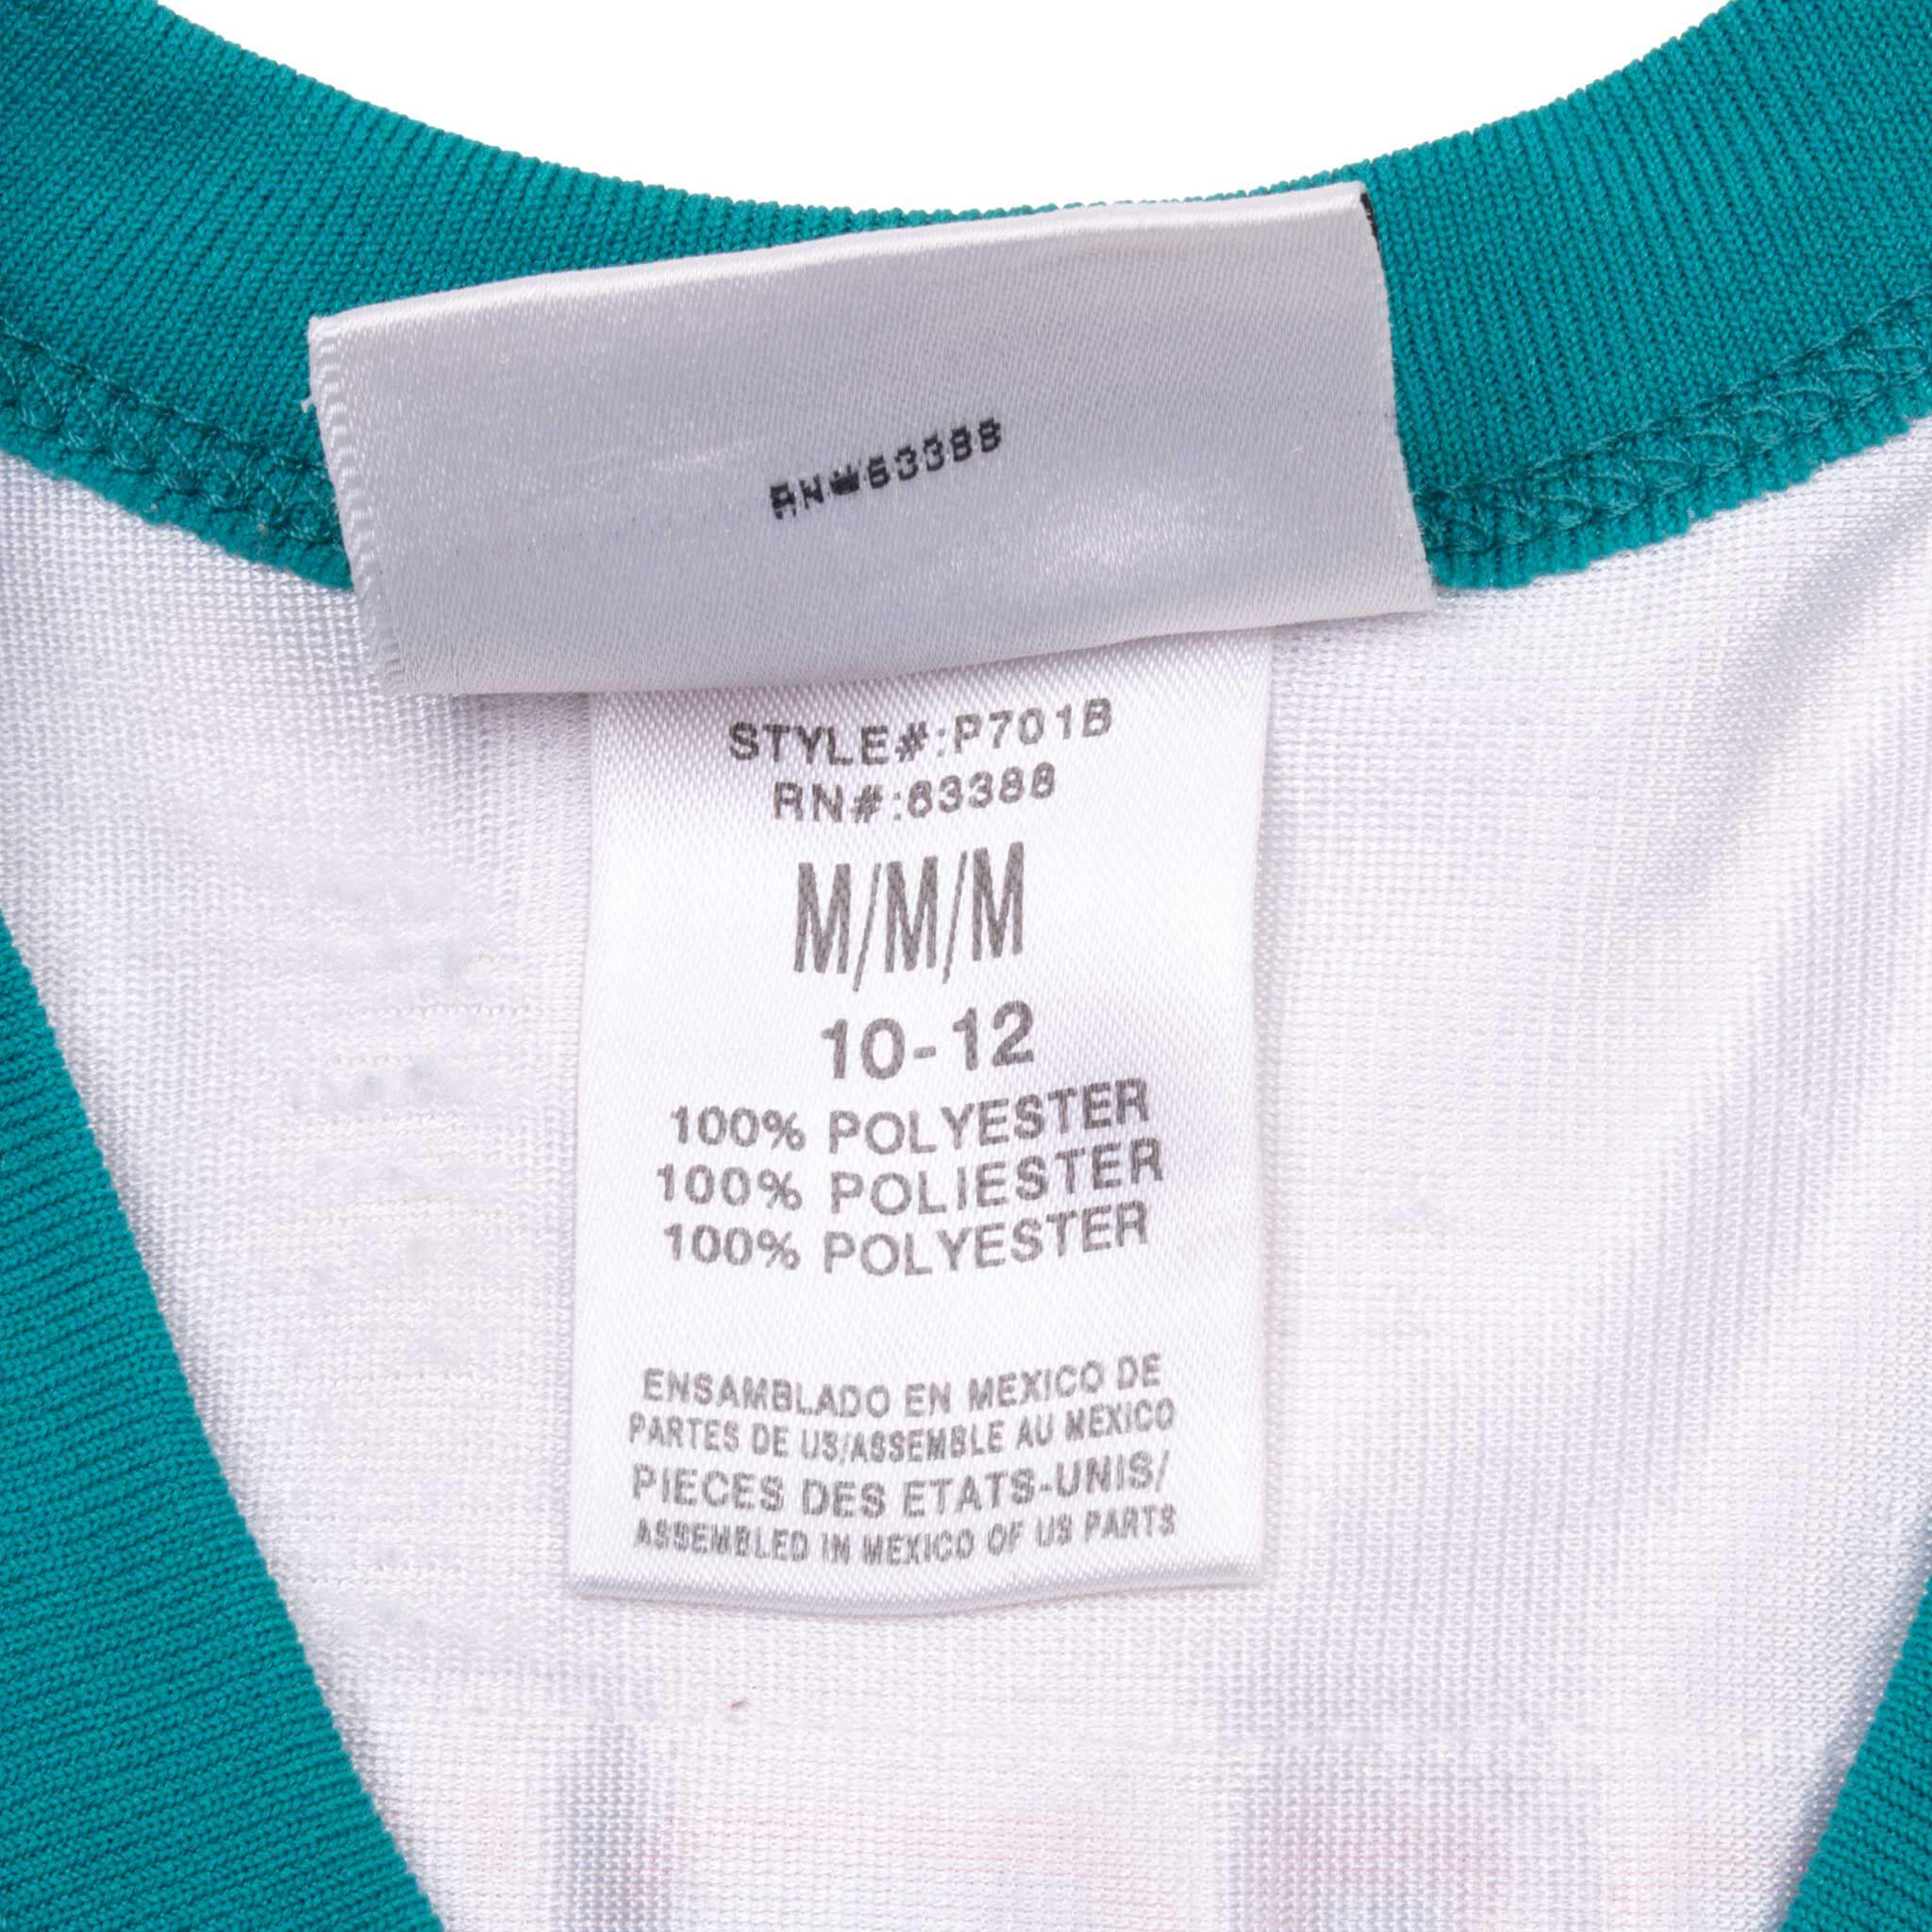 RN#63388
STYLE#:P701B
RN#:63388
M/M/M
10-12
100% POLYESTER
100% POLIESTER
100% POLYESTER
ENSAMBLADO EN MEXICO DE
PARTES DE US/ASSEMBLE AU MEXICO
PIECES DES ETATS-UNIS/
ASSEMBLED IN MEXICO OF US PARTS